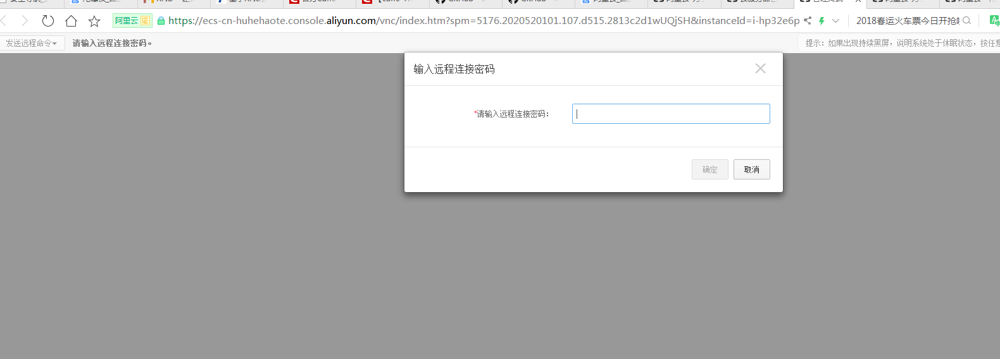 阿里云 证 https://ecs-cn-huhehaote.console.aliyun.com/vnc/index.htm?spm=5176.2020520101.107.d515.2813c2d1wUQjSH&instanceId=i-hp32e6p 2018春运火车票今日开抢
发送远程命令 请输入远程连接密码。 提示：如果出现持续黑屏，说明系统处于休眠状态，按任意
输入远程连接密码
*请输入远程连接密码：
确定 取消